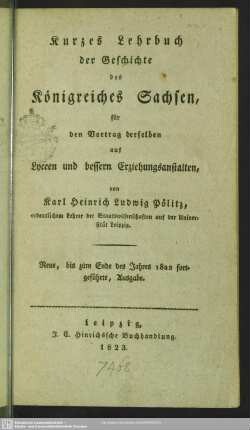 Kurzes Lehrbuch
der Geschichte
des
Königreiches Sachsen,
für
den Vortrag derselben
auf
Lyceen und bessern Erziehungsanstalten,
von
Karl Heinrich Ludwig Pölitz,
ordentlichem Lehrer der Staatswissenschaften auf der Univer-
sität Leipzig.
Neue, bis zum Ende des Jahres 1822 fort-
geführte, Ausgabe.
Leipzig,
J. C. Hinrichssche Buchhandlung.
1823.
7458